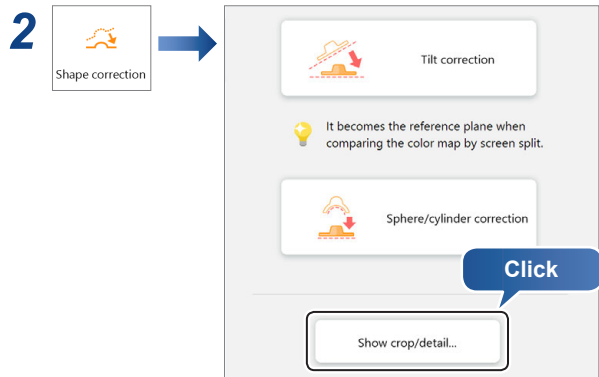 2
Shape correction
Tilt correction
It becomes the reference plane when
comparing the color map by screen split.
Sphere/cylinder correction
Click
Show crop/detail...